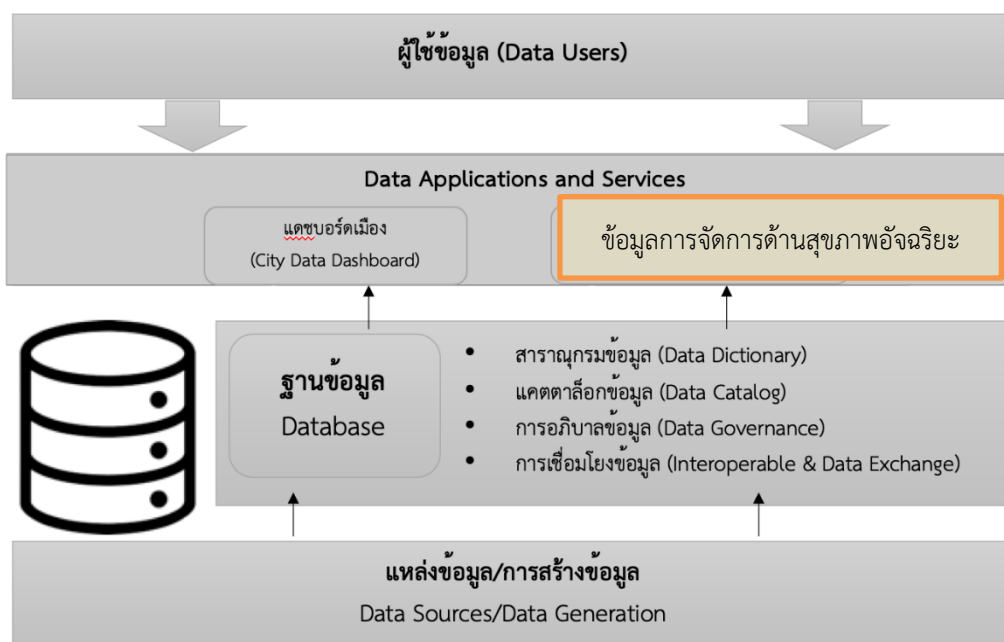 ผู้ใช้ข้อมูล (Data Users)
Data Applications and Services
แดชบอร์ดเมือง
(City Data Dashboard)
ข้อมูลการจัดการด้านสุขภาพอัจฉริยะ
ฐานข้อมูล
Database
• สาราณุกรมข้อมูล (Data Dictionary)
• แคตตาล็อกข้อมูล (Data Catalog)
• การอภิบาลข้อมูล (Data Governance)
• การเชื่อมโยงข้อมูล (Interoperable & Data Exchange)
แหล่งข้อมูล/การสร้างข้อมูล
Data Sources/Data Generation